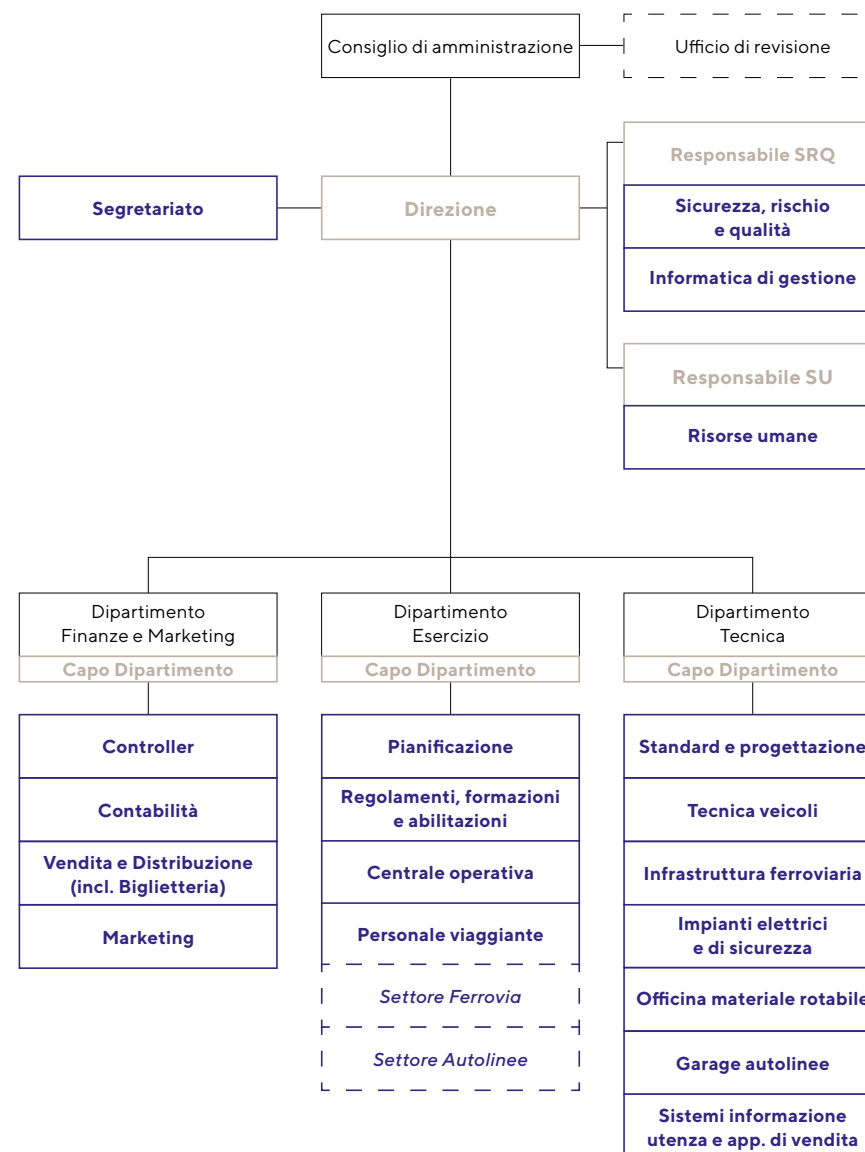 Consiglio di amministrazione
Ufficio di revisione
Responsabile SRQ
Segretariato
Direzione
Sicurezza, rischio
e qualità
Informatica di gestione
Responsabile SU
Risorse umane
Dipartimento
Finanze e Marketing
Capo Dipartimento
Controller
Contabilità
Vendita e Distribuzione
(incl. Biglietteria)
Marketing
Dipartimento
Esercizio
Capo Dipartimento
Pianificazione
Regolamenti, formazioni
e abilitazioni
Centrale operativa
Personale viaggiante
Settore Ferrovia
Settore Autolinee
Dipartimento
Tecnica
Capo Dipartimento
Standard e progettazione
Tecnica veicoli
Infrastruttura ferroviaria
Impianti elettrici
e di sicurezza
Officina materiale rotabile
Garage autolinee
Sistemi informazione
utenza e app. di vendita